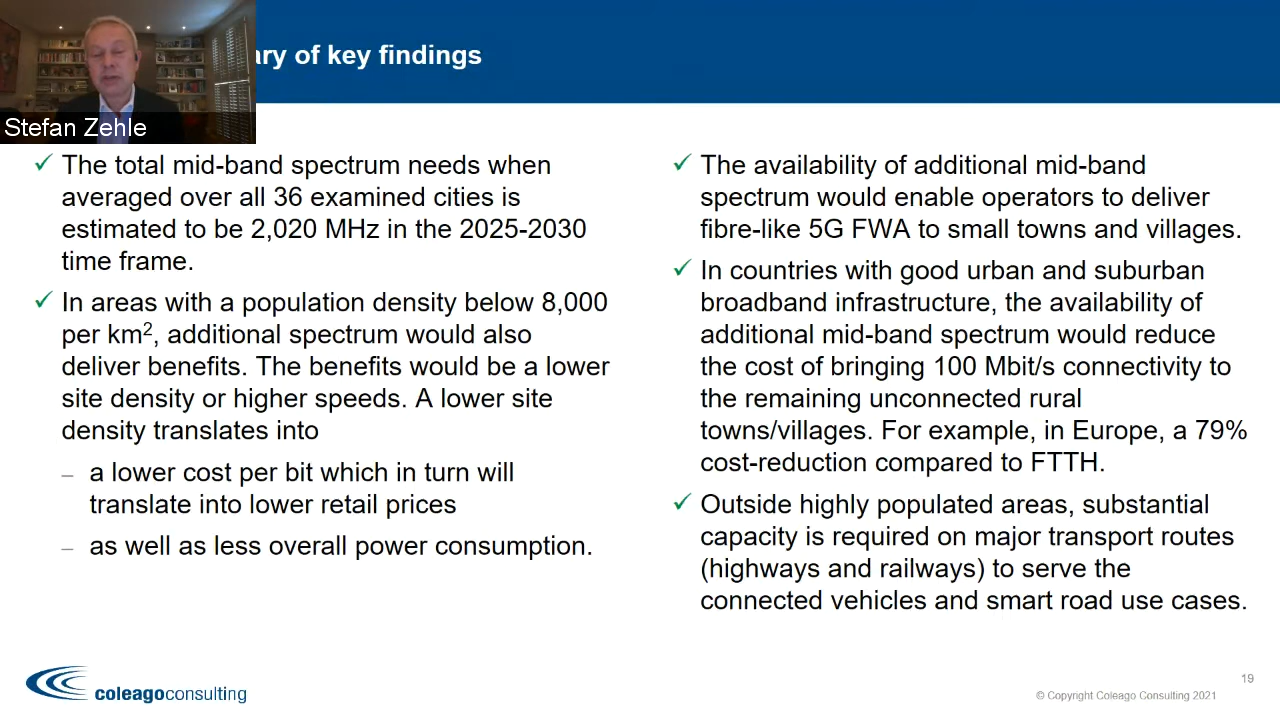 ary of key findings
Stefan Zehle
✓ The total mid-band spectrum needs when
averaged over all 36 examined cities is
estimated to be 2,020 MHz in the 2025-2030
time frame.
✓ In areas with a population density below 8,000
per km², additional spectrum would also
deliver benefits. The benefits would be a lower
site density or higher speeds. A lower site
density translates into
– a lower cost per bit which in turn will
translate into lower retail prices
– as well as less overall power consumption.
✓ The availability of additional mid-band
spectrum would enable operators to deliver
fibre-like 5G FWA to small towns and villages.
✓ In countries with good urban and suburban
broadband infrastructure, the availability of
additional mid-band spectrum would reduce
the cost of bringing 100 Mbit/s connectivity to
the remaining unconnected rural
towns/villages. For example, in Europe, a 79%
cost-reduction compared to FTTH.
✓ Outside highly populated areas, substantial
capacity is required on major transport routes
(highways and railways) to serve the
connected vehicles and smart road use cases.
coleagoconsulting
19
© Copyright Coleago Consulting 2021